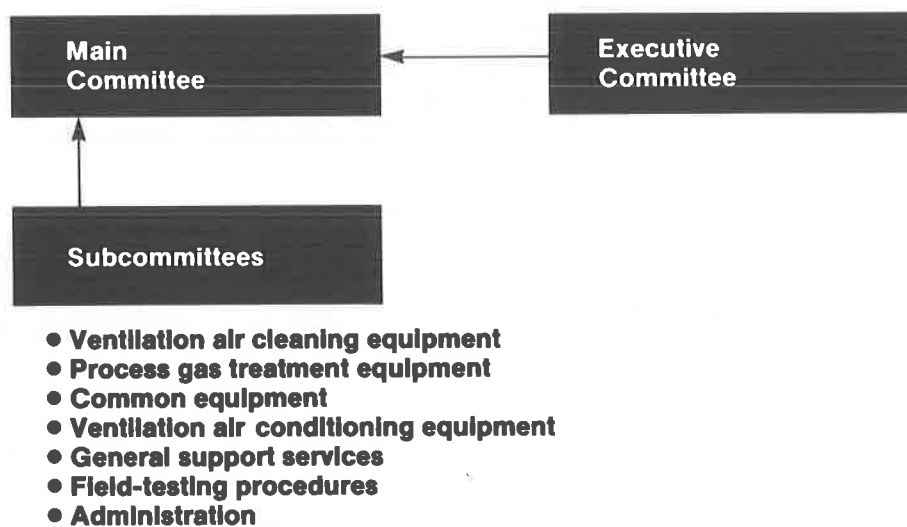 Main
Committee
Executive
Committee
Subcommittees
● Ventilation air cleaning equipment
● Process gas treatment equipment
● Common equipment
● Ventilation air conditioning equipment
● General support services
● Field-testing procedures
● Administration